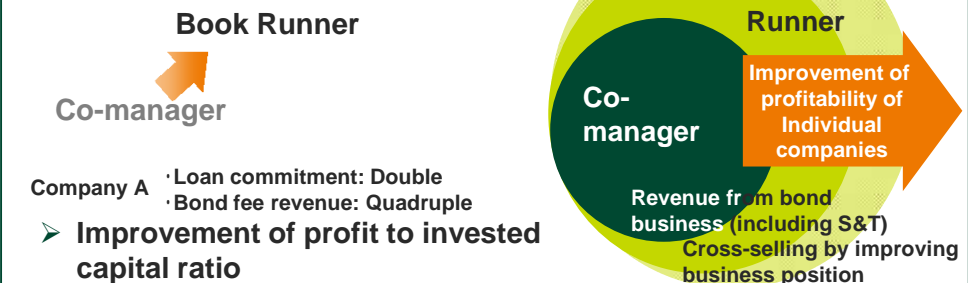 Book Runner
Co-manager
Company A
·Loan commitment: Double
·Bond fee revenue: Quadruple
➢ Improvement of profit to invested
capital ratio
Runner
Co-
manager
Improvement of
profitability of
Individual
companies
Revenue from bond
business (including S&T)
Cross-selling by improving
business position